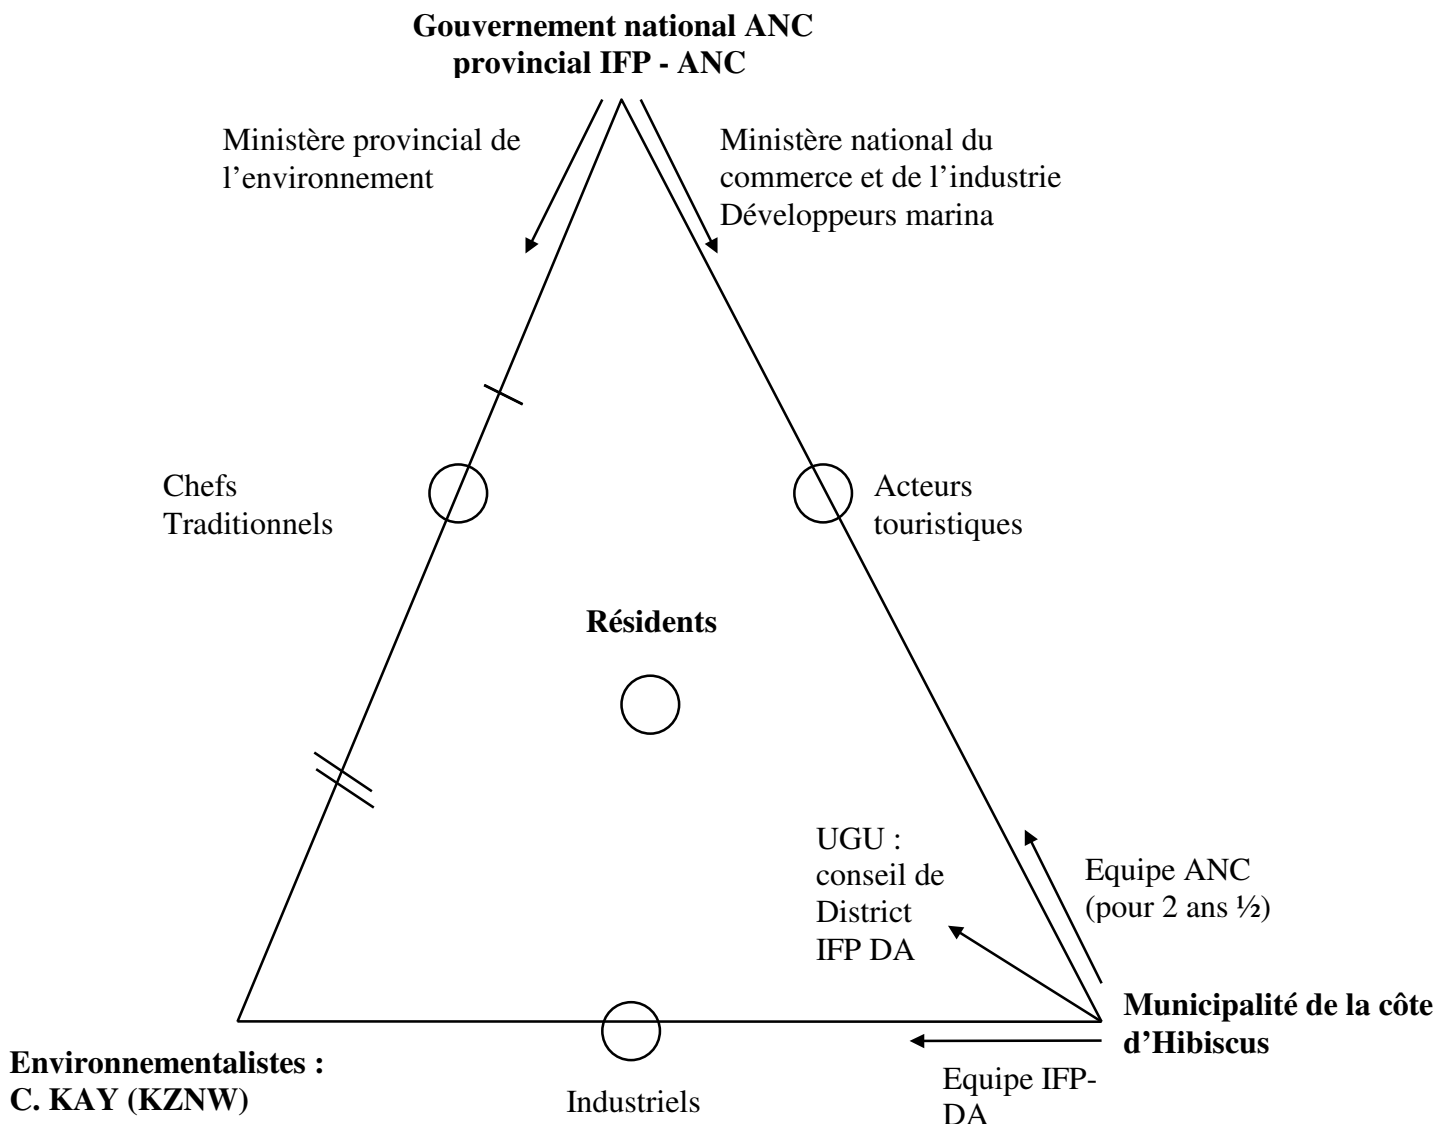 Gouvernement national ANC
provincial IFP - ANC
Ministère provincial de
l’environnement
Ministère national du
commerce et de l’industrie
Développeurs marina
Chefs
Traditionnels
Acteurs
touristiques
Résidents
UGU :
conseil de
District
IFP DA
Equipe ANC
(pour 2 ans ½)
Municipalité de la côte
d’Hibiscus
Environnementalistes :
C. KAY (KZNW)
Industriels
Equipe IFP-
DA